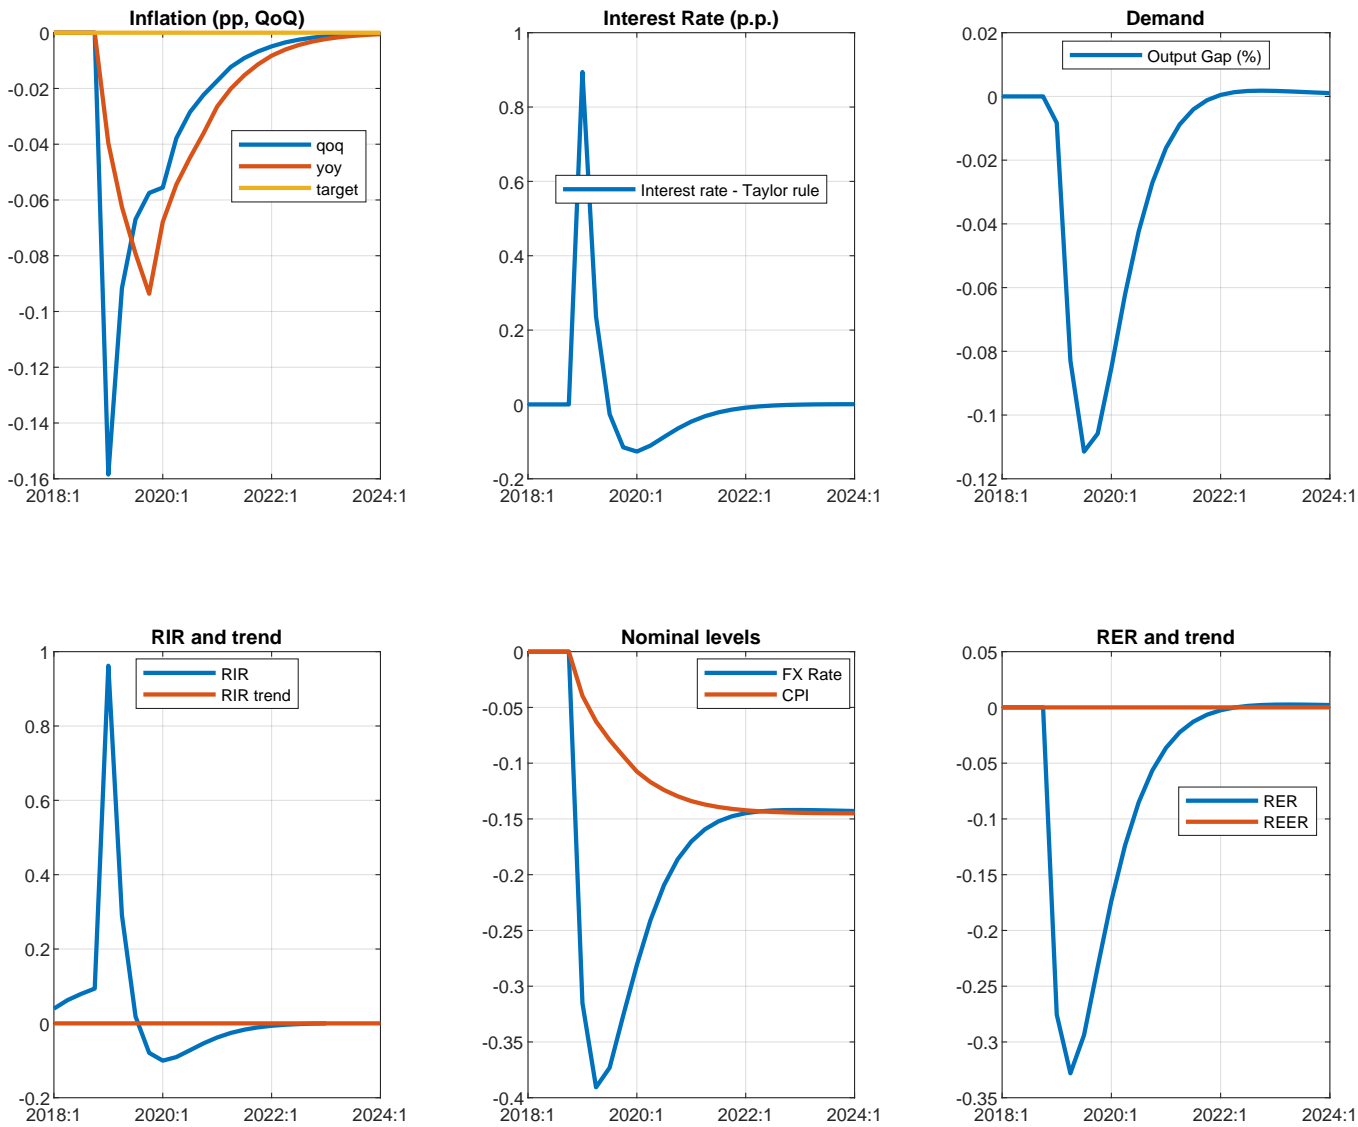 Inflation (pp, QoQ)
0
-0.02
-0.04
-0.06
-0.08
-0.1
-0.12
-0.14
-0.16
2018:1 2020:1 2022:1 2024:1
qoq
yoy
target
Interest Rate (p.p.)
1
0.8
0.6
0.4
0.2
0
-0.2
2018:1 2020:1 2022:1 2024:1
Interest rate - Taylor rule
Demand
0.02
0
-0.02
-0.04
-0.06
-0.08
-0.1
-0.12
2018:1 2020:1 2022:1 2024:1
Output Gap (%)
RIR and trend
1
0.8
0.6
0.4
0.2
0
-0.2
2018:1 2020:1 2022:1 2024:1
RIR
RIR trend
Nominal levels
0
-0.05
-0.1
-0.15
-0.2
-0.25
-0.3
-0.35
-0.4
2018:1 2020:1 2022:1 2024:1
FX Rate
CPI
RER and trend
0.05
0
-0.05
-0.1
-0.15
-0.2
-0.25
-0.3
-0.35
2018:1 2020:1 2022:1 2024:1
RER
REER